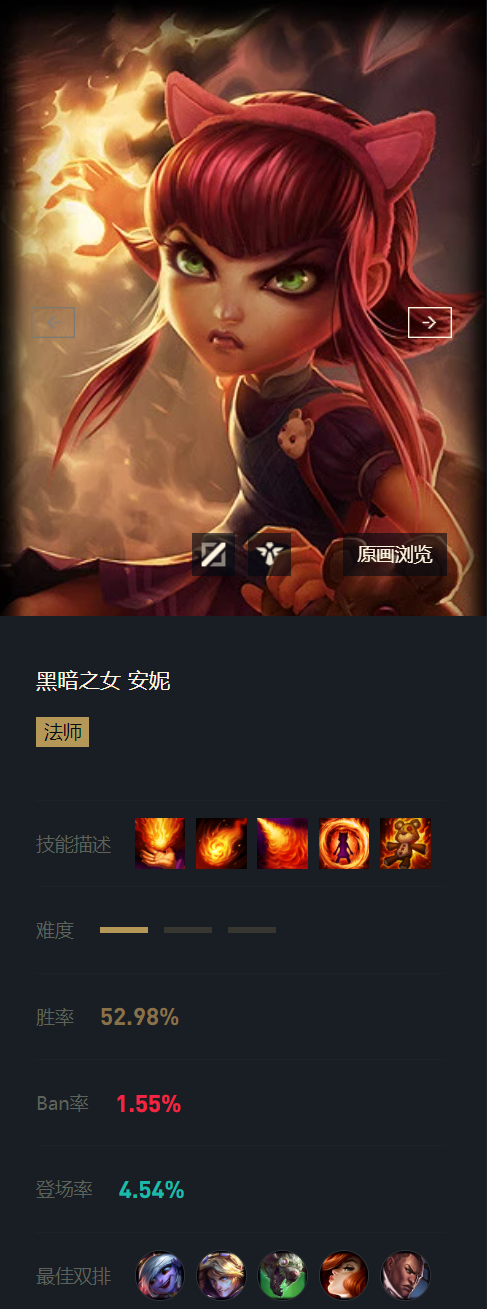 原画浏览
黑暗之女 安妮
法师
技能描述
难度
胜率 52.98%
Ban率 1.55%
登场率 4.54%
最佳双排